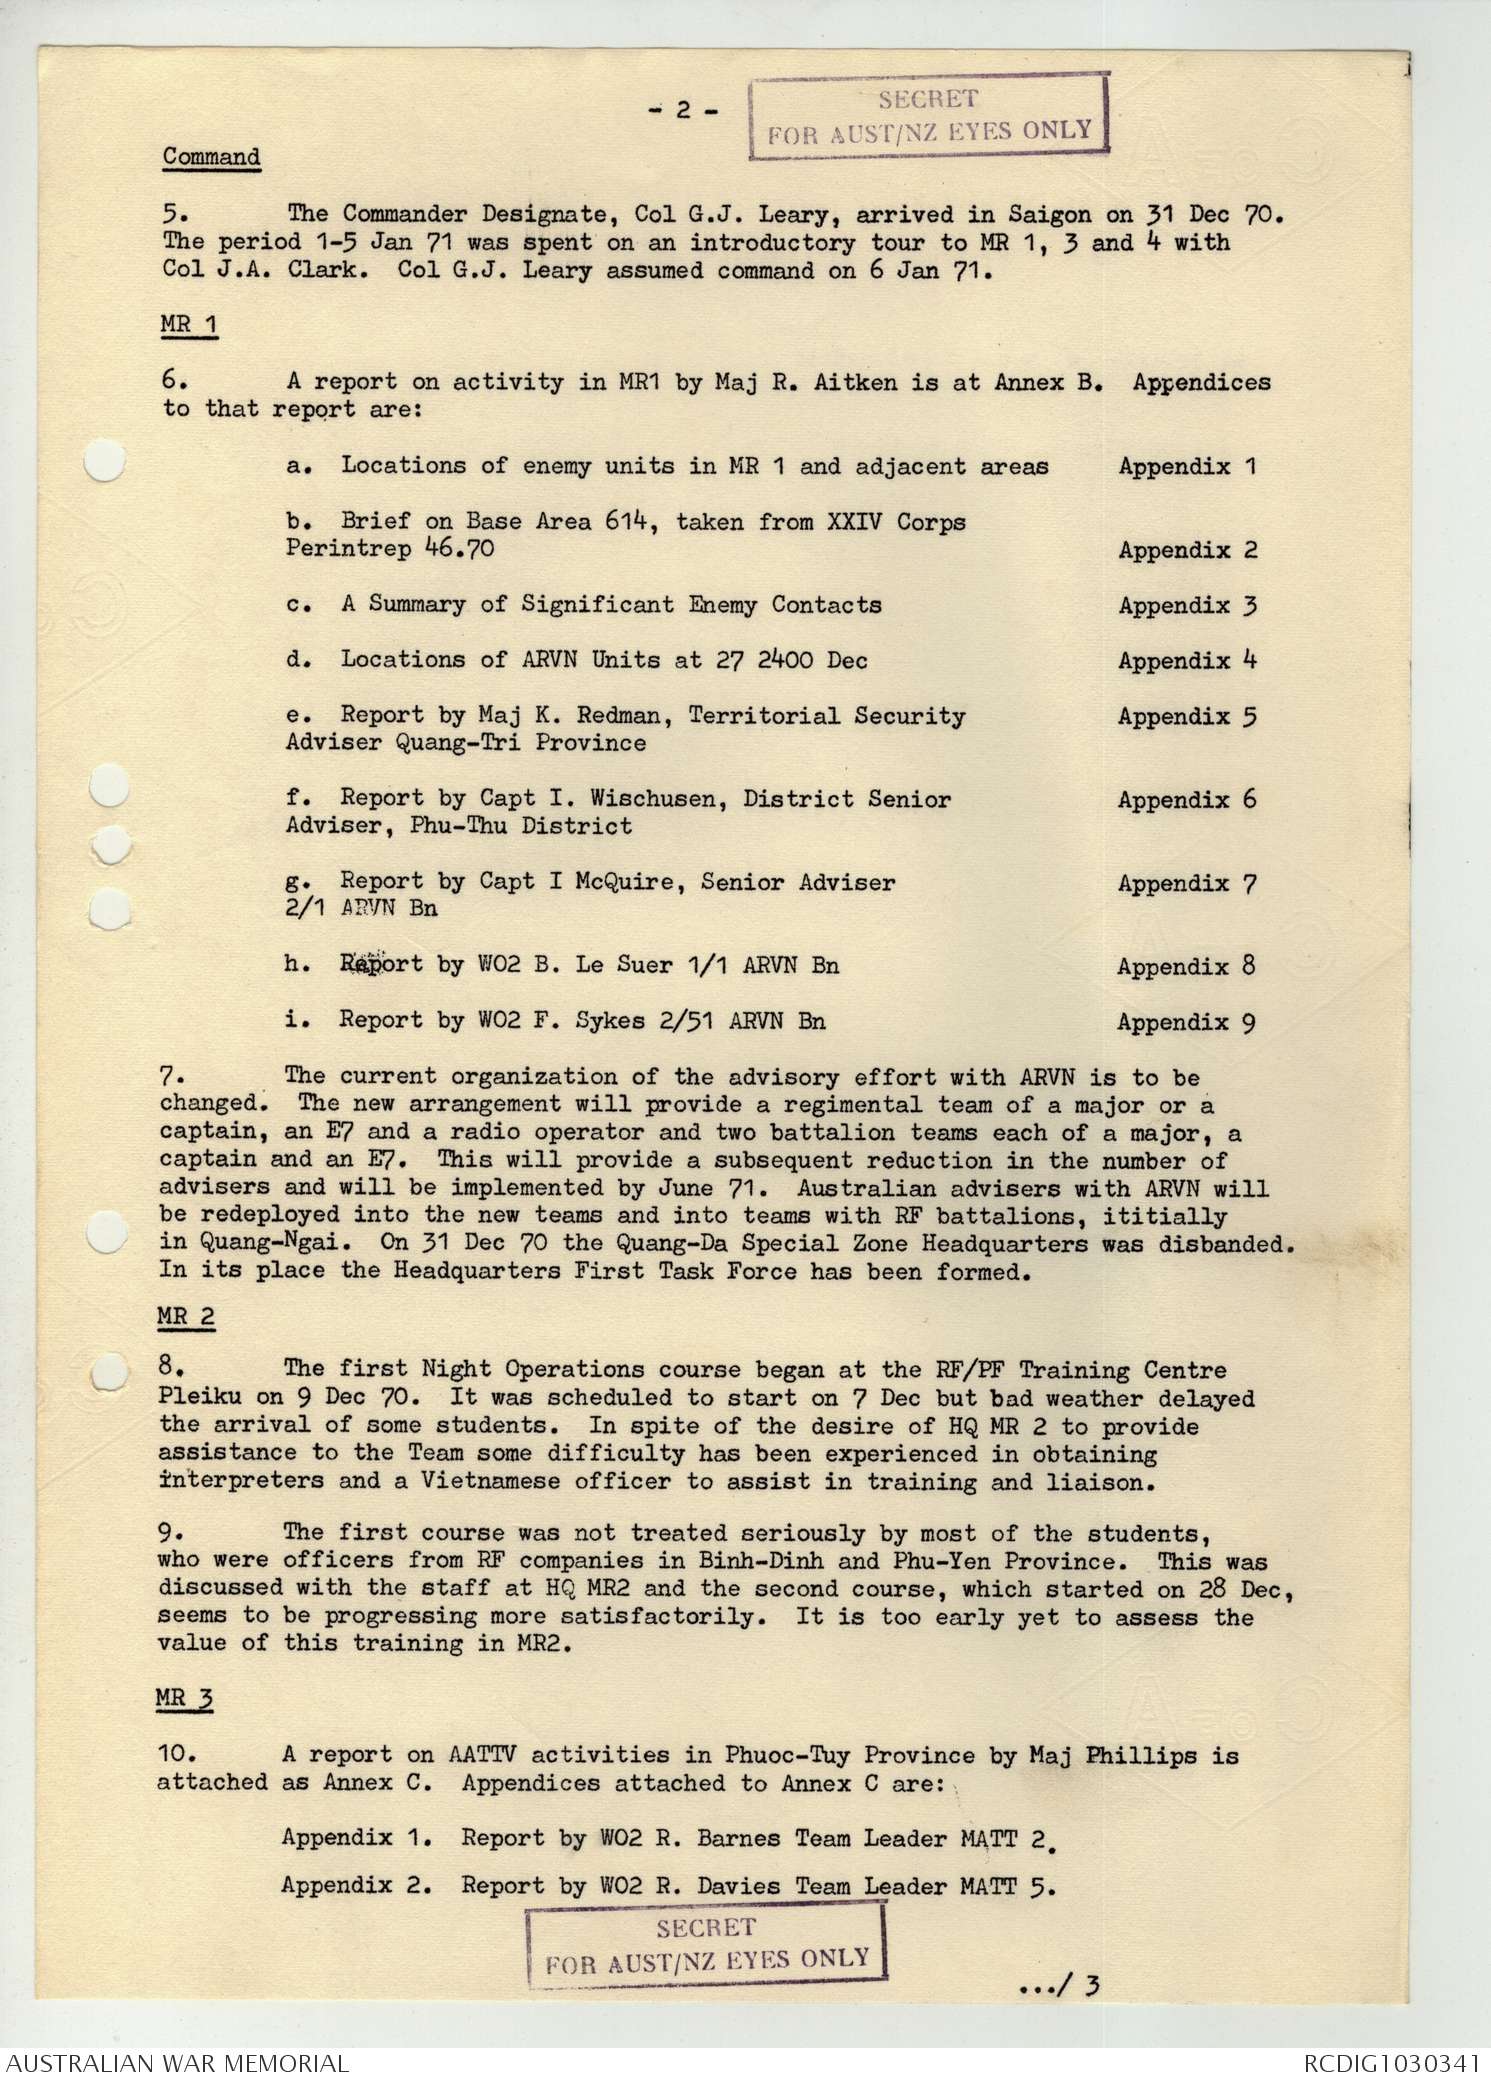 - 2 -
SECRET
FOR AUST/NZ EYES ONLY
Command
5. The Commander Designate, Col G.J. Leary, arrived in Saigon on 31 Dec 70.
The period 1-5 Jan 71 was spent on an introductory tour to MR 1, 3 and 4 with
Col J.A. Clark. Col G.J. Leary assumed command on 6 Jan 71.
MR 1
6. A report on activity in MR1 by Maj R. Aitken is at Annex B. Appendices
to that report are:
a. Locations of enemy units in MR 1 and adjacent areas Appendix 1
b. Brief on Base Area 614, taken from XXIV Corps
Perintrep 46.70 Appendix 2
c. A Summary of Significant Enemy Contacts Appendix 3
d. Locations of ARVN Units at 27 2400 Dec Appendix 4
e. Report by Maj K. Redman, Territorial Security Appendix 5
Adviser Quang-Tri Province
f. Report by Capt I. Wischusen, District Senior Appendix 6
Adviser, Phu-Thu District
g. Report by Capt I McQuire, Senior Adviser Appendix 7
2/1 ARVN Bn
h. Report by WO2 B. Le Suer 1/1 ARVN Bn Appendix 8
i. Report by WO2 F. Sykes 2/51 ARVN Bn Appendix 9
7. The current organization of the advisory effort with ARVN is to be
changed. The new arrangement will provide a regimental team of a major or a
captain, an E7 and a radio operator and two battalion teams each of a major, a
captain and an E7. This will provide a subsequent reduction in the number of
advisers and will be implemented by June 71. Australian advisers with ARVN will
be redeployed into the new teams and into teams with RF battalions, ititially
in Quang-Ngai. On 31 Dec 70 the Quang-Da Special Zone Headquarters was disbanded.
In its place the Headquarters First Task Force has been formed.
MR 2
8. The first Night Operations course began at the RF/PF Training Centre
Pleiku on 9 Dec 70. It was scheduled to start on 7 Dec but bad weather delayed
the arrival of some students. In spite of the desire of HQ MR 2 to provide
assistance to the Team some difficulty has been experienced in obtaining
interpreters and a Vietnamese officer to assist in training and liaison.
9. The first course was not treated seriously by most of the students,
who were officers from RF companies in Binh-Dinh and Phu-Yen Province. This was
discussed with the staff at HQ MR2 and the second course, which started on 28 Dec,
seems to be progressing more satisfactorily. It is too early yet to assess the
value of this training in MR2.
MR 3
10. A report on AATTV activities in Phuoc-Tuy Province by Maj Phillips is
attached as Annex C. Appendices attached to Annex C are:
Appendix 1. Report by WO2 R. Barnes Team Leader MATT 2.
Appendix 2. Report by WO2 R. Davies Team Leader MATT 5.
SECRET
FOR AUST/NZ EYES ONLY
.../ 3
AUSTRALIAN WAR MEMORIAL RCDIG1030341